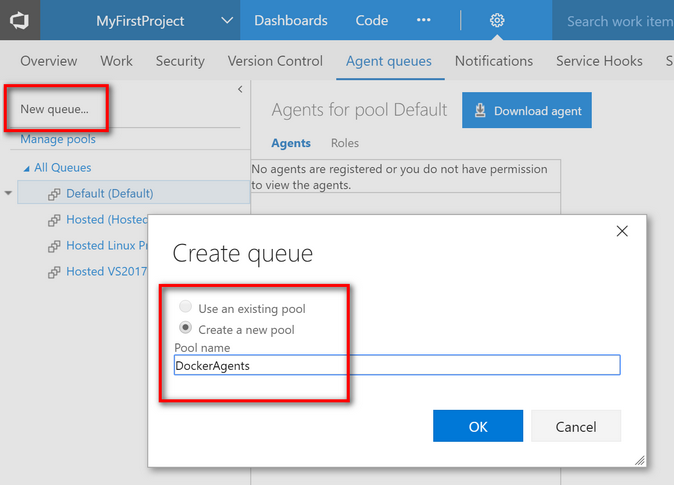 MyFirstProject Dashboards Code ••• Search work item
Overview Work Security Version Control Agent queues Notifications Service Hooks S
New queue...
Manage pools
All Queues
Default (Default)
Hosted (Hosted
Hosted Linux Pr
Hosted VS2017
Agents for pool Default Download agent
Agents Roles
No agents are registered or you do not have permission
to view the agents.
Create queue
Use an existing pool
Create a new pool
Pool name
DockerAgents
OK Cancel